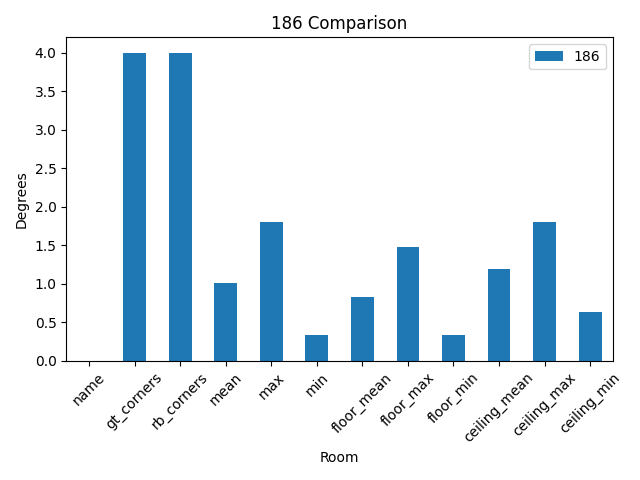 186 Comparison
186
Degrees
4.0
3.5
3.0
2.5
2.0
1.5
1.0
0.5
0.0
name
gt_corners
rb_corners
mean
max
min
floor_mean
floor_max
floor_min
ceiling_mean
ceiling_max
ceiling_min
Room